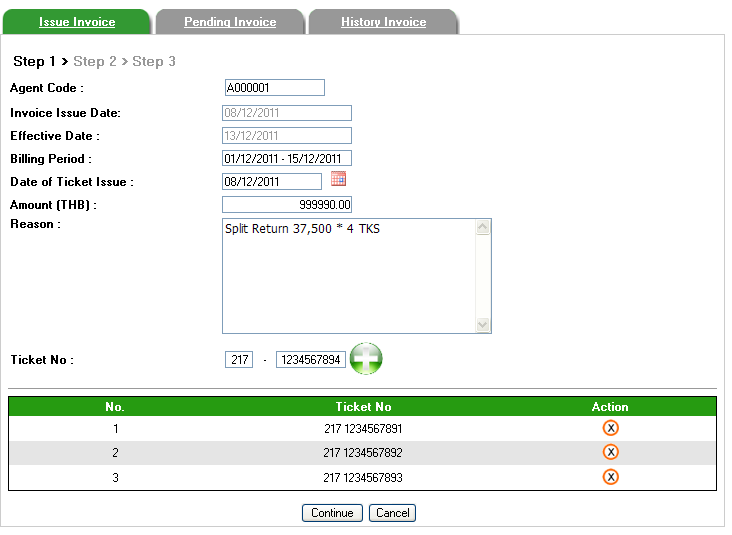 Issue Invoice Pending Invoice History Invoice
Step 1 > Step 2 > Step 3
Agent Code : A000001
Invoice Issue Date: 08/12/2011
Effective Date : 13/12/2011
Billing Period : 01/12/2011 - 15/12/2011
Date of Ticket Issue : 08/12/2011
Amount (THB) : 999990.00
Reason : Split Return 37,500 * 4 TKS
Ticket No : 217 - 1234567894
No. Ticket No Action
1 217 1234567891 X
2 217 1234567892 X
3 217 1234567893 X
Continue Cancel